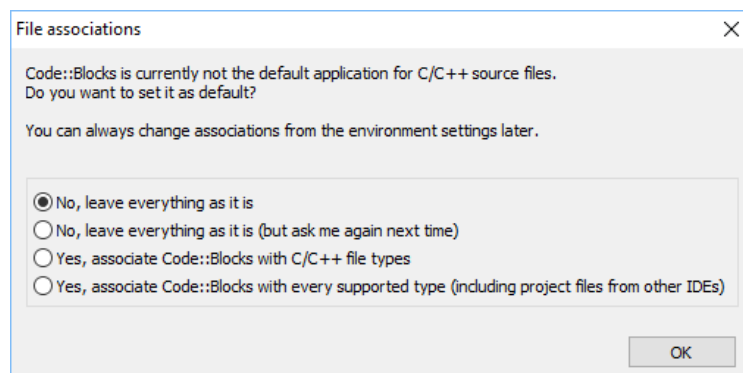 File associations
Code::Blocks is currently not the default application for C/C++ source files.
Do you want to set it as default?
You can always change associations from the environment settings later.
No, leave everything as it is
No, leave everything as it is (but ask me again next time)
Yes, associate Code::Blocks with C/C++ file types
Yes, associate Code::Blocks with every supported type (including project files from other IDEs)
OK